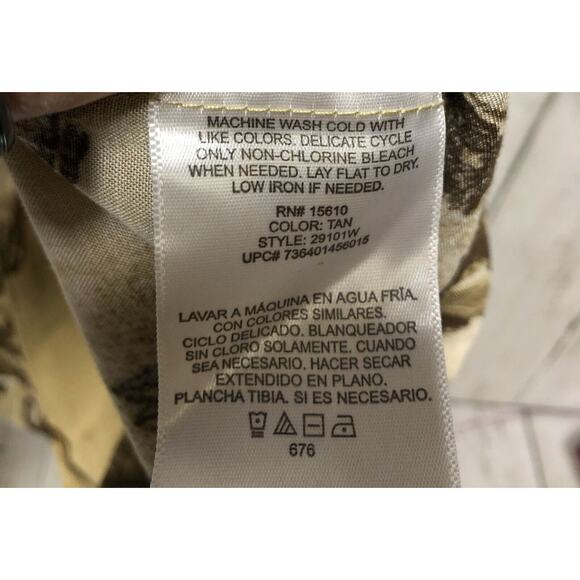 MACHINE WASH COLD WITH
LIKE COLORS. DELICATE CYCLE
ONLY NON-CHLORINE BLEACH
WHEN NEEDED. LAY FLAT TO DRY.
LOW IRON IF NEEDED.
RN# 15610
COLOR: TAN
STYLE: 29101W
UPC# 736401456015
LAVAR A MÁQUINA EN AGUA FRÏA.
CON COLORES SIMILARES.
CICLO DELICADO. BLANQUEADOR
SIN CLORO SOLAMENTE. CUANDO
SEA NECESARIO. HACER SECAR
EXTENDIDO EN PLANO.
PLANCHA TIBIA. SI ES NECESARIO.
676